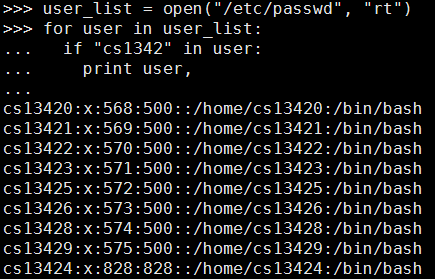 >>> user_list = open("/etc/passwd", "rt")
>>> for user in user_list:
...   if "cs1342" in user:
...     print user,
...
cs13420:x:568:500::/home/cs13420:/bin/bash
cs13421:x:569:500::/home/cs13421:/bin/bash
cs13422:x:570:500::/home/cs13422:/bin/bash
cs13423:x:571:500::/home/cs13423:/bin/bash
cs13425:x:572:500::/home/cs13425:/bin/bash
cs13426:x:573:500::/home/cs13426:/bin/bash
cs13428:x:574:500::/home/cs13428:/bin/bash
cs13429:x:575:500::/home/cs13429:/bin/bash
cs13424:x:828:828::/home/cs13424:/bin/bash